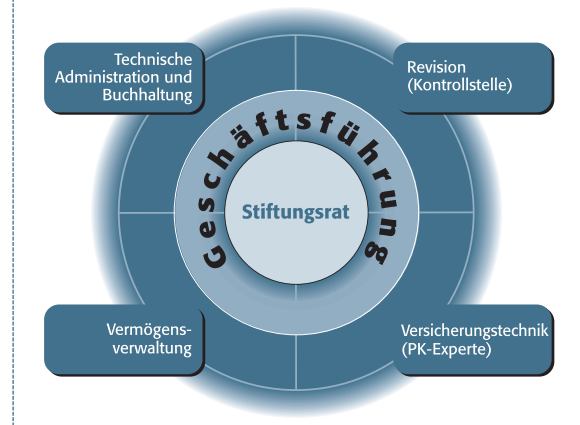 Technische
Administration und
Buchhaltung
Revision
(Kontrollstelle)
Geschäftsführung
Stiftungsrat
Vermögens-
verwaltung
Versicherungstechnik
(PK-Experte)